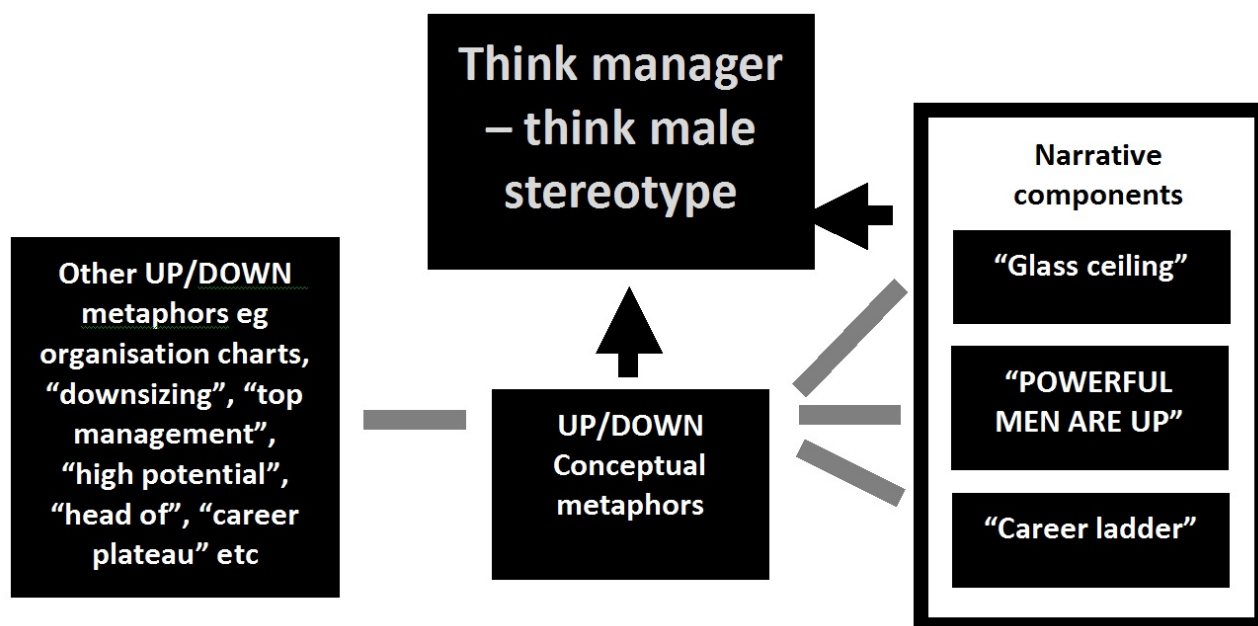 Think manager
– think male
stereotype
Other UP/DOWN
metaphors eg
organisation charts,
“downsizing”, “top
management”,
“high potential”,
“head of”, “career
plateau” etc
UP/DOWN
Conceptual
metaphors
Narrative
components
“Glass ceiling”
“POWERFUL
MEN ARE UP”
“Career ladder”